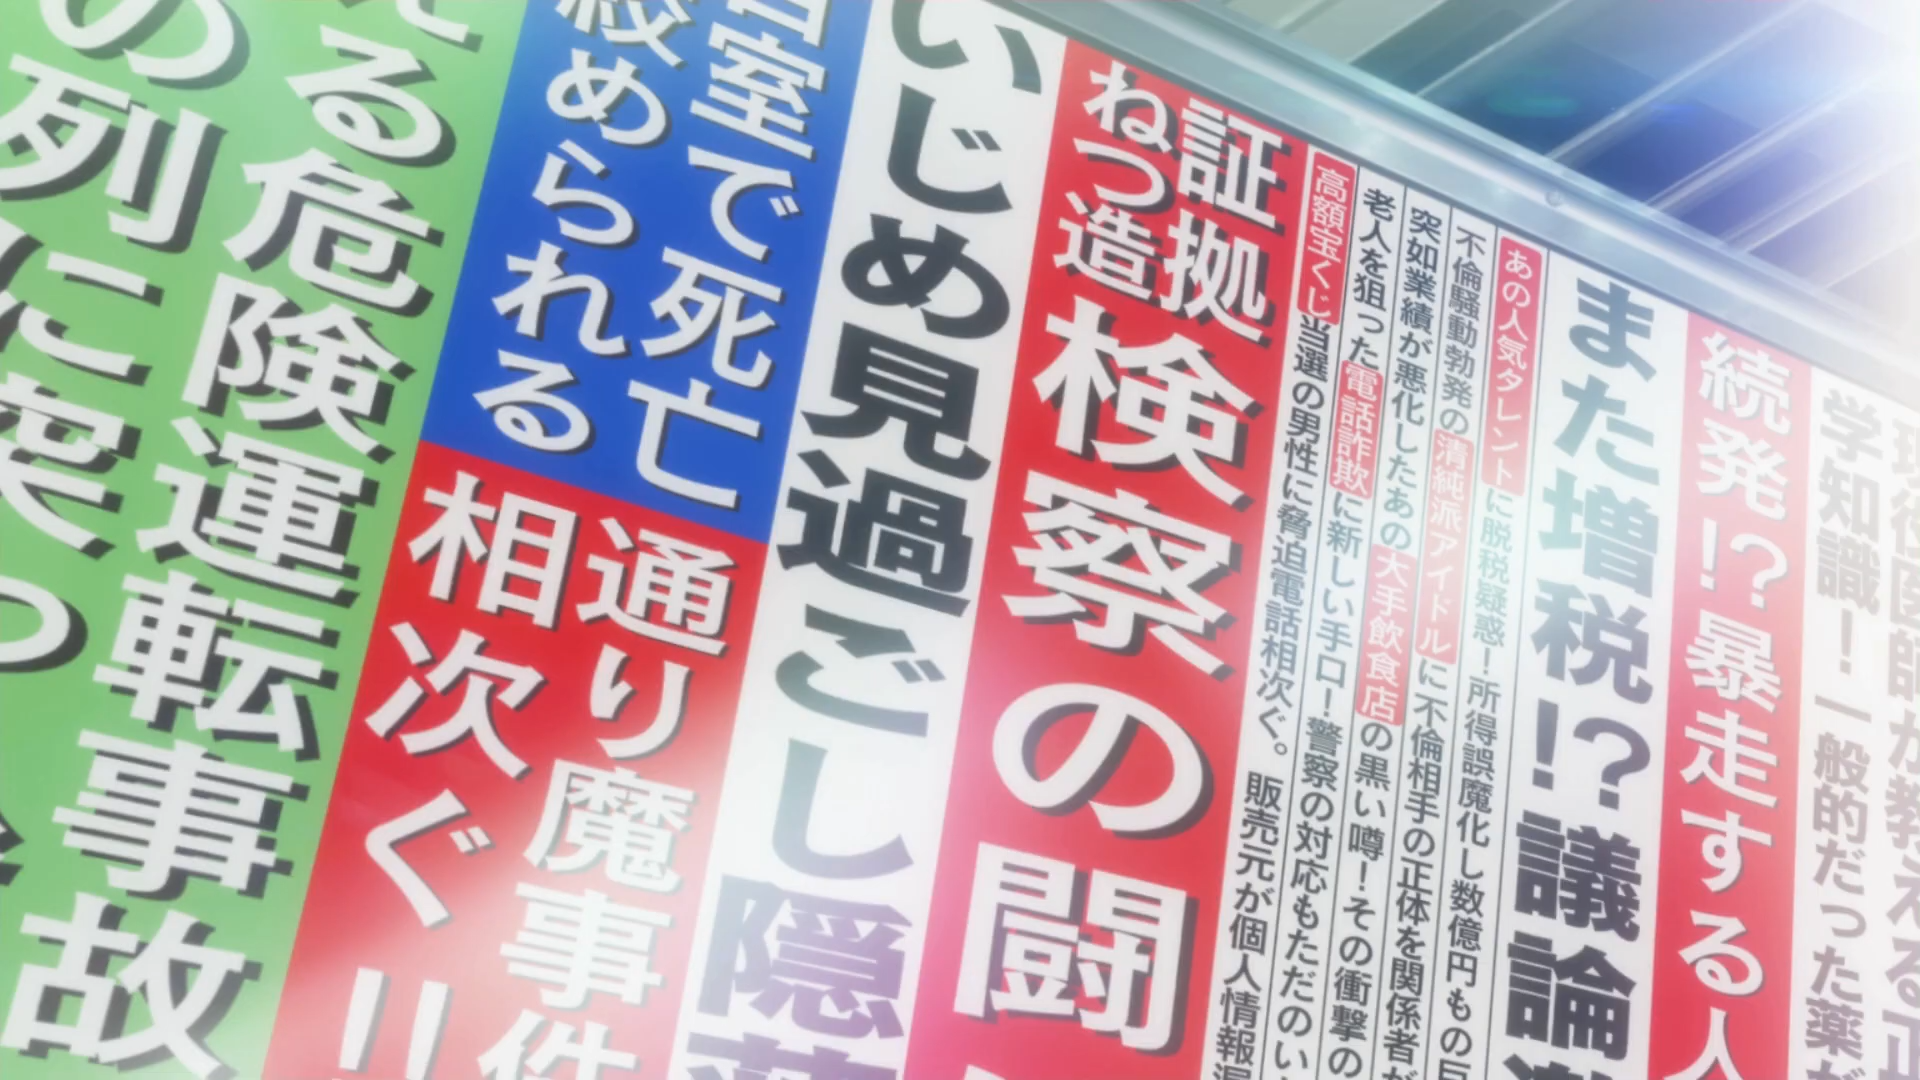 現役医師が教える正
学知識！一般的だった薬が
続発!?暴走する人
また増税!?議論
あの人気タレントに脱税疑惑！所得誤魔化し数億円もの巨
不倫騒動勃発の清純派アイドルに不倫相手の正体を関係者が
突如業績が悪化したあの大手飲食店の黒い噂！その衝撃の
老人を狙った電話詐欺に新しい手口！警察の対応もただのい
高額宝くじ当選の男性に脅迫電話相次ぐ。販売元が個人情報漏
証拠
ねつ造
検察の闇
いじめ見過ごし隠蔽
室で死亡
絞められる
通り魔事件
相次ぐ!!
える危険運転事故
の列に突っ